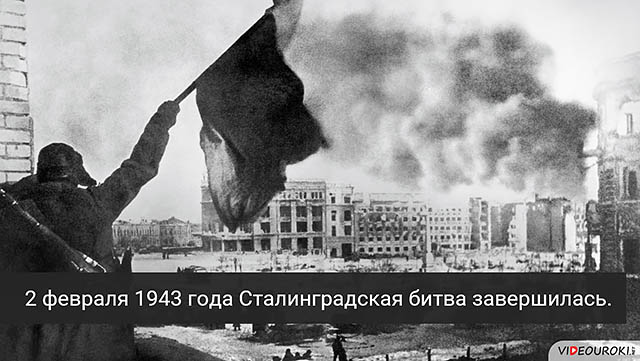 2 февраля 1943 года Сталинградская битва завершилась.
VIDEOUROKI